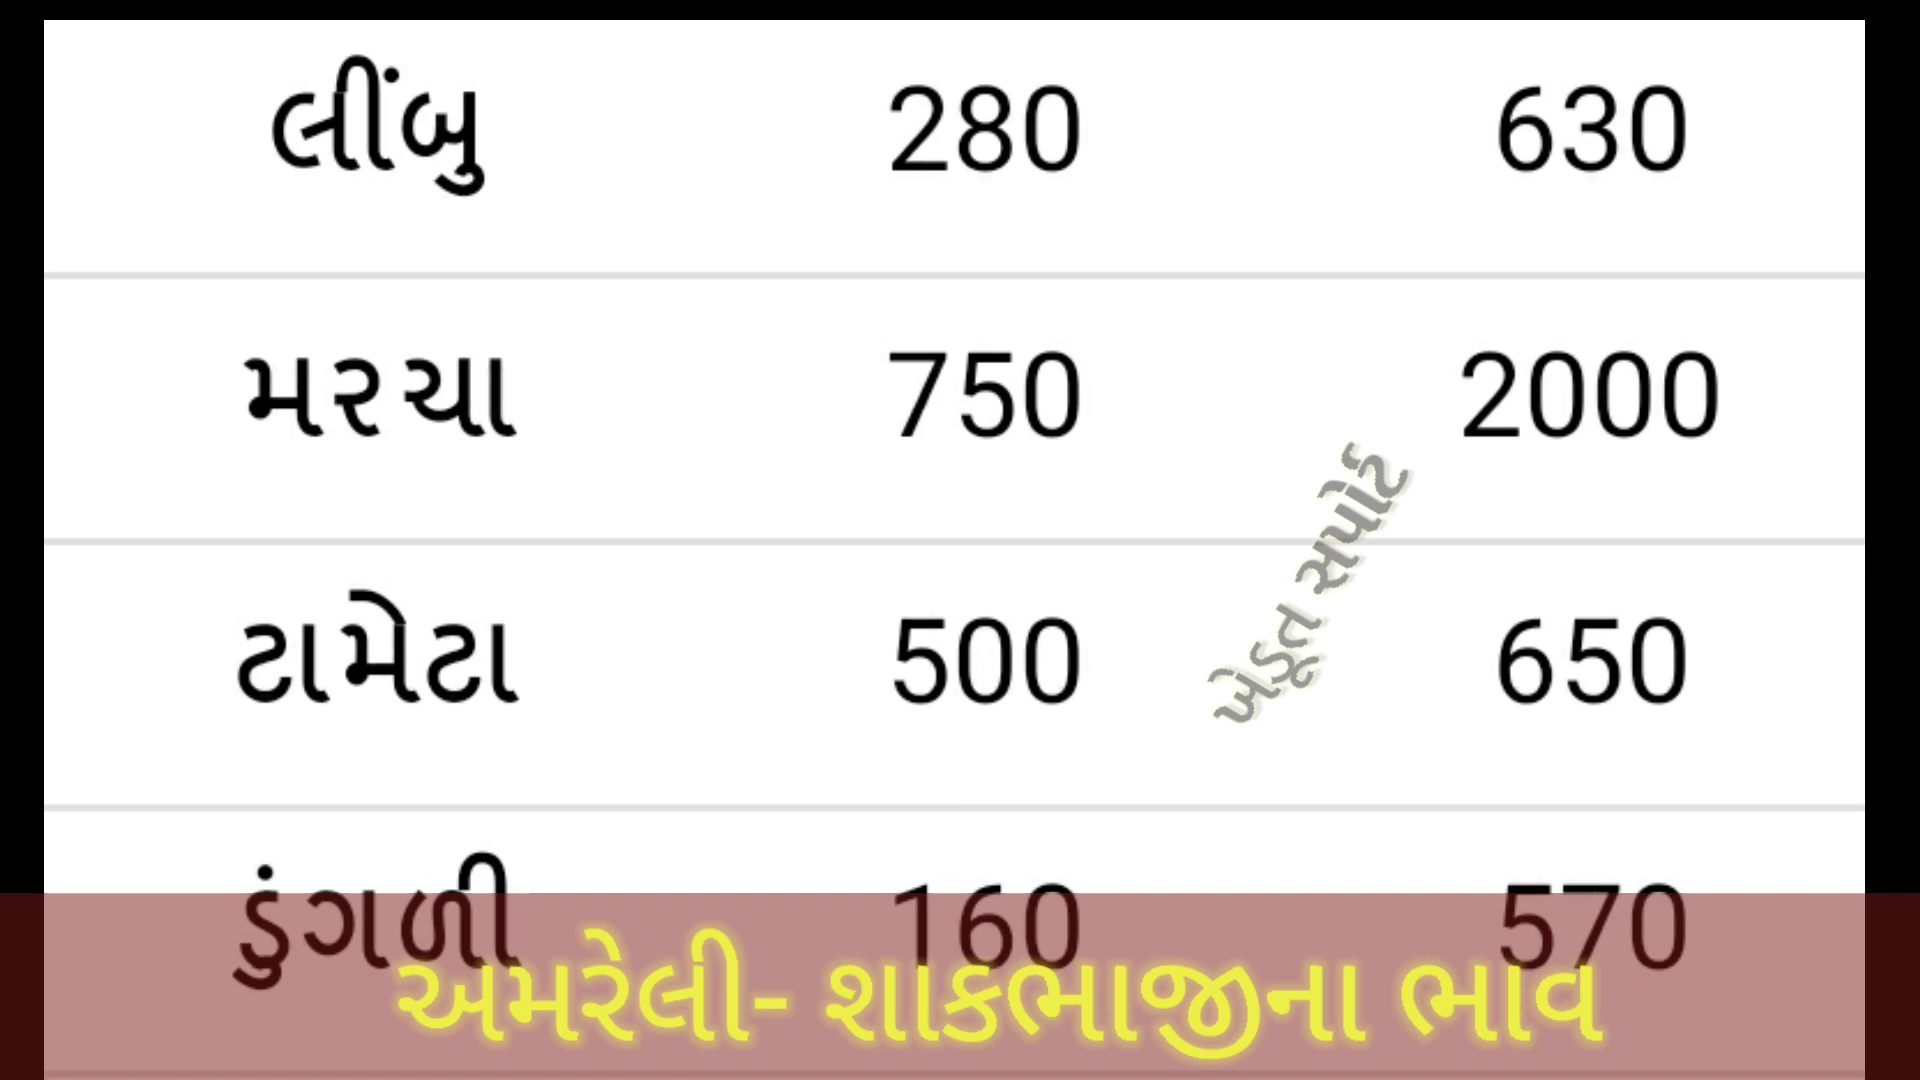 લીંબુ 280 630
મરચા 750 2000
ખેડૂત સપોર્ટ
ટામેટા 500 650
ડુંગળી 160 570
અમરેલી- શાકભાજીના ભાવ